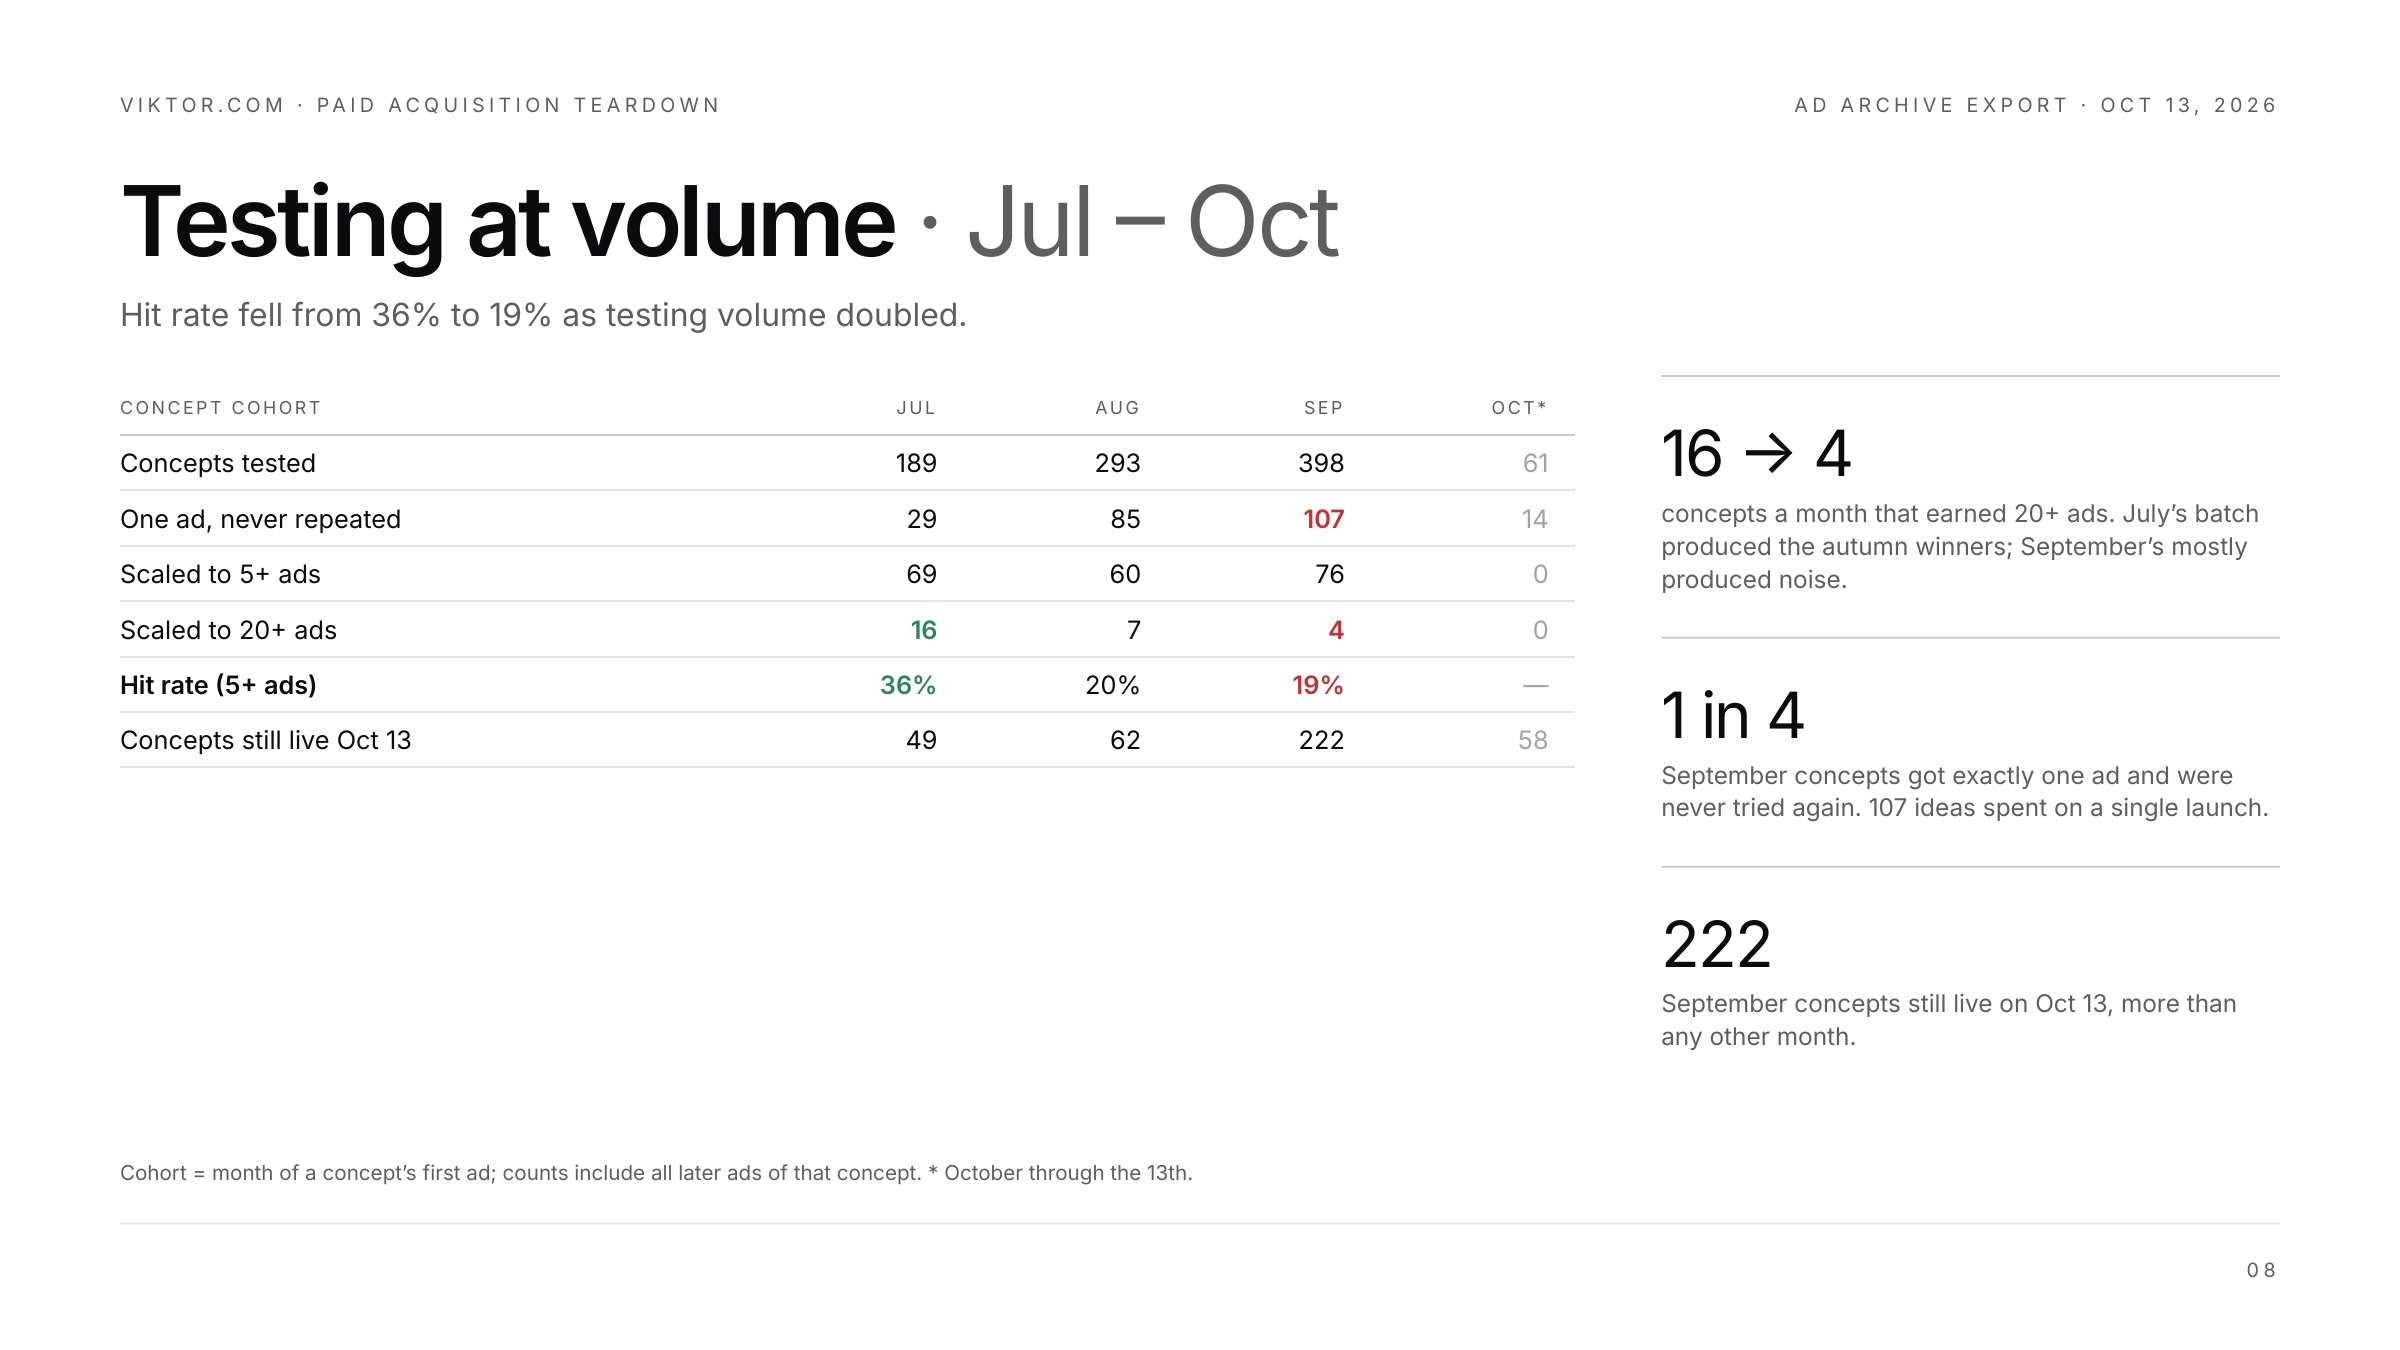 VIKTOR.COM · PAID ACQUISITION TEARDOWN
AD ARCHIVE EXPORT · OCT 13, 2026
Testing at volume · Jul – Oct
Hit rate fell from 36% to 19% as testing volume doubled.
CONCEPT COHORT JUL AUG SEP OCT*
Concepts tested 189 293 398 61
One ad, never repeated 29 85 107 14
Scaled to 5+ ads 69 60 76 0
Scaled to 20+ ads 16 7 4 0
Hit rate (5+ ads) 36% 20% 19% —
Concepts still live Oct 13 49 62 222 58
16 → 4
concepts a month that earned 20+ ads. July’s batch
produced the autumn winners; September’s mostly
produced noise.
1 in 4
September concepts got exactly one ad and were
never tried again. 107 ideas spent on a single launch.
222
September concepts still live on Oct 13, more than
any other month.
Cohort = month of a concept’s first ad; counts include all later ads of that concept. * October through the 13th.
08